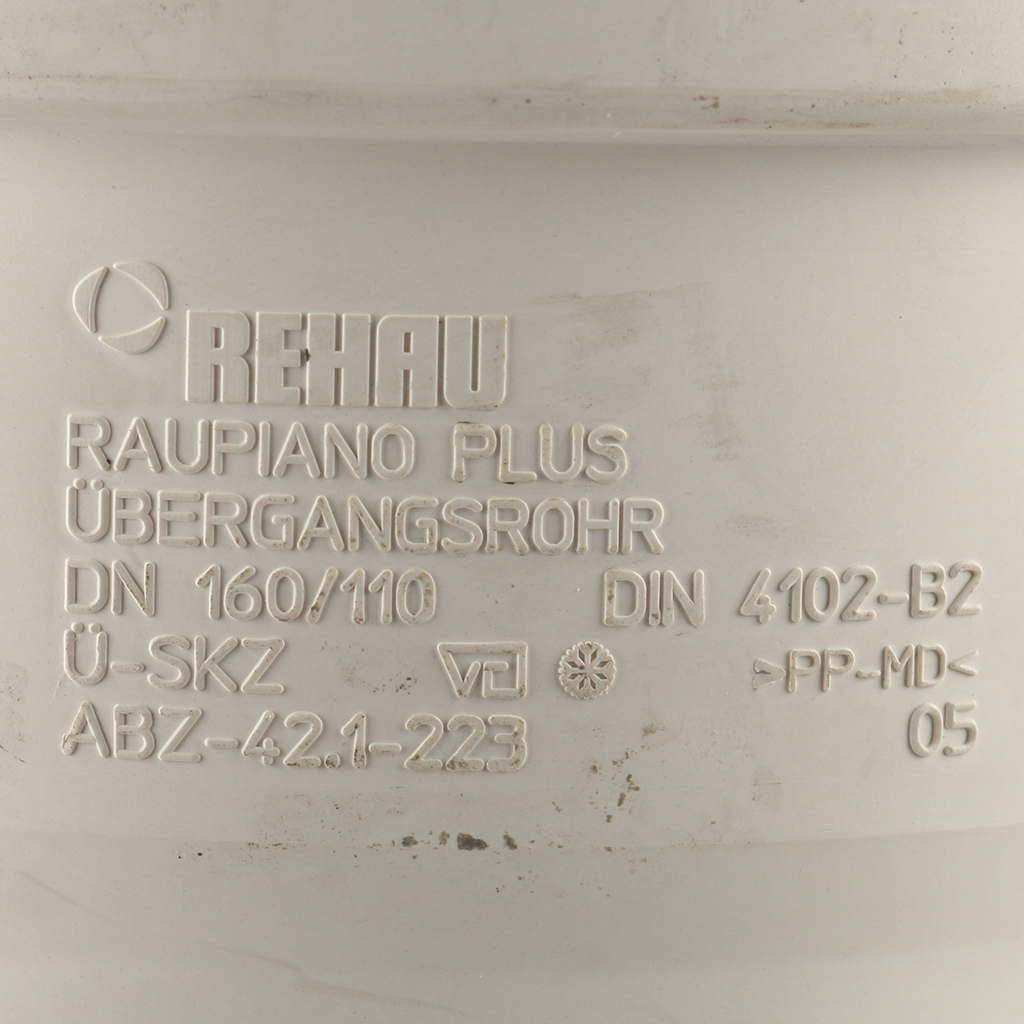 REHAU
RAUPIANO PLUS
ÜBERGANGSROHR
DN 160/110 DIN 4102-B2
Ü-SKZ >PP-MD<
ABZ-42.1-223 05